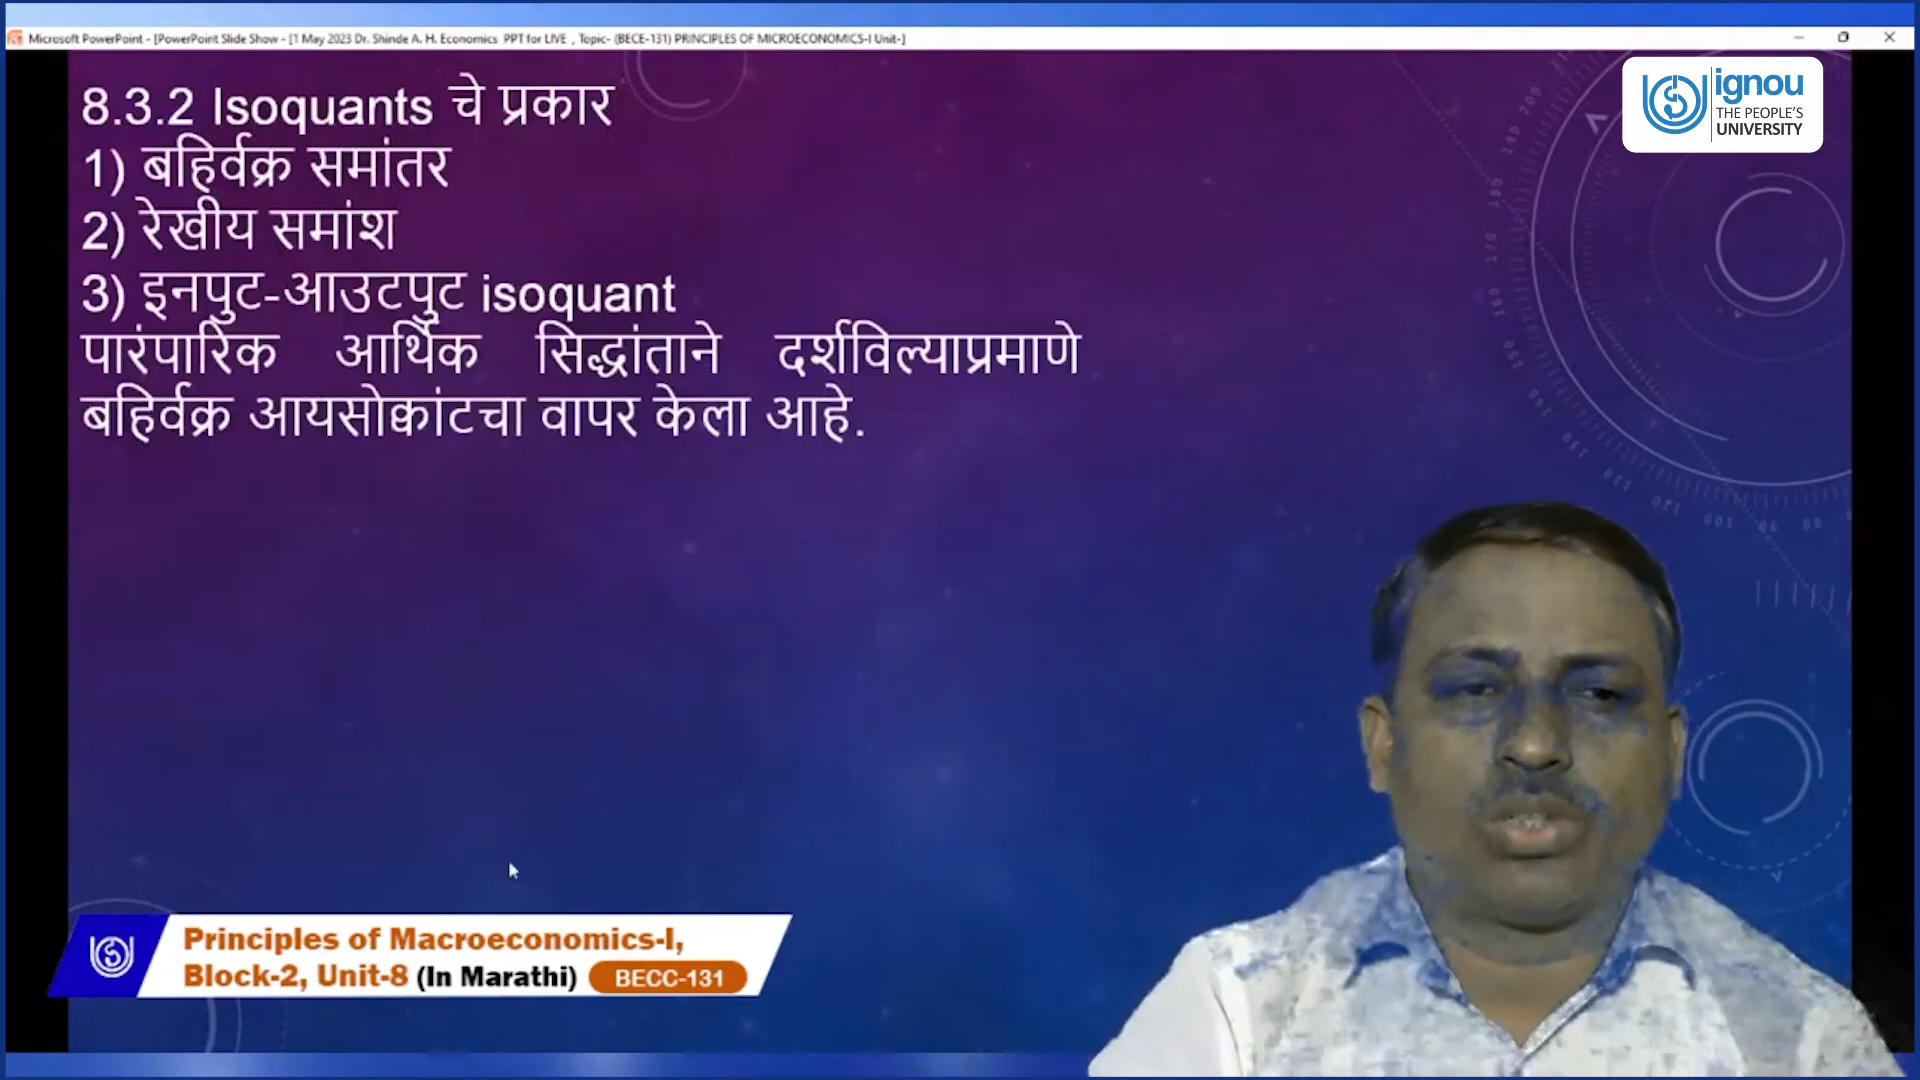 Microsoft PowerPoint - [PowerPoint Slide Show - [1 May 2023 Dr. Shinde A. H. Economics PPT for LIVE , Topic- (BECE-131) PRINCIPLES OF MICROECONOMICS-I Unit-]
ignou
THE PEOPLE'S
UNIVERSITY
8.3.2 Isoquants चे प्रकार
1) बहिर्वक्र समांतर
2) रेखीय समांश
3) इनपुट-आउटपुट isoquant
पारंपारिक आर्थिक सिद्धांताने दर्शविल्याप्रमाणे
बहिर्वक्र आयसोक्वांटचा वापर केला आहे.
Principles of Macroeconomics-I,
Block-2, Unit-8 (In Marathi) BECC-131